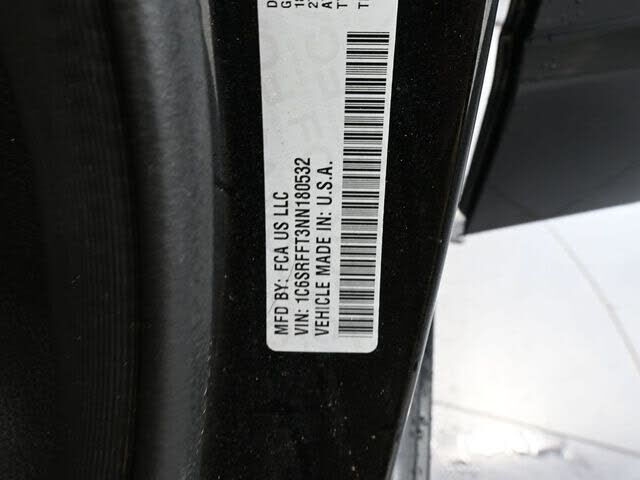 MFD BY: FCA US LLC
VIN: 1C6SRFFT3NN180532
VEHICLE MADE IN: U.S.A.